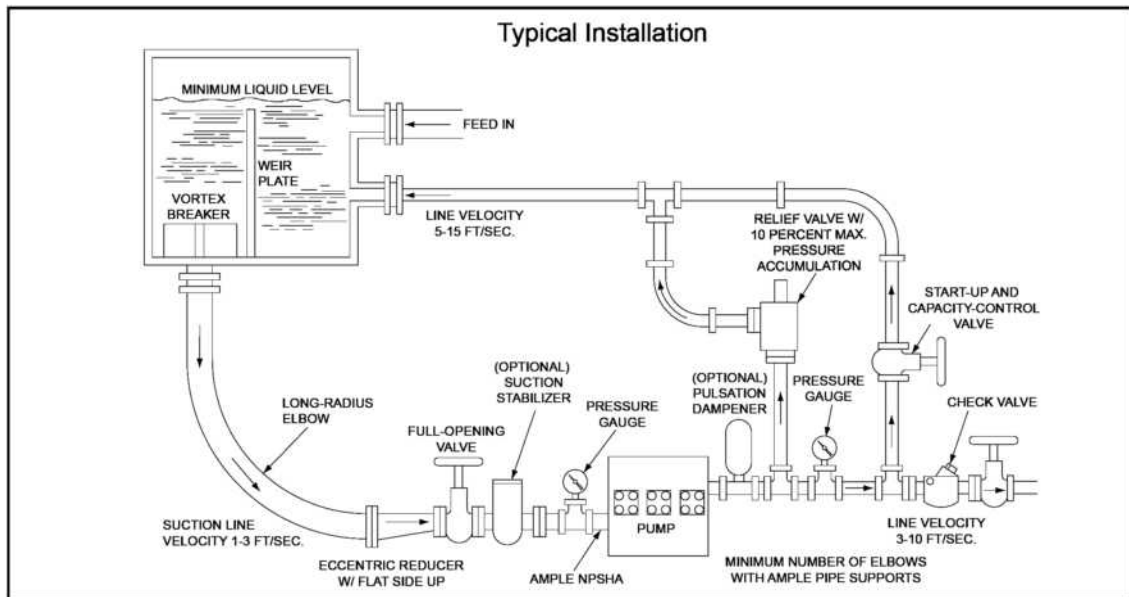 Typical Installation
MINIMUM LIQUID LEVEL
FEED IN
WEIR
PLATE
VORTEX
BREAKER
LINE VELOCITY
5-15 FT/SEC.
RELIEF VALVE W/
10 PERCENT MAX.
PRESSURE
ACCUMULATION
START-UP AND
CAPACITY-CONTROL
VALVE
(OPTIONAL)
SUCTION
STABILIZER
(OPTIONAL)
PULSATION
DAMPENER
PRESSURE
GAUGE
CHECK VALVE
LONG-RADIUS
ELBOW
FULL-OPENING
VALVE
PRESSURE
GAUGE
PUMP
SUCTION LINE
VELOCITY 1-3 FT/SEC.
LINE VELOCITY
3-10 FT/SEC.
ECCENTRIC REDUCER
W/ FLAT SIDE UP
AMPLE NPSHA
MINIMUM NUMBER OF ELBOWS
WITH AMPLE PIPE SUPPORTS